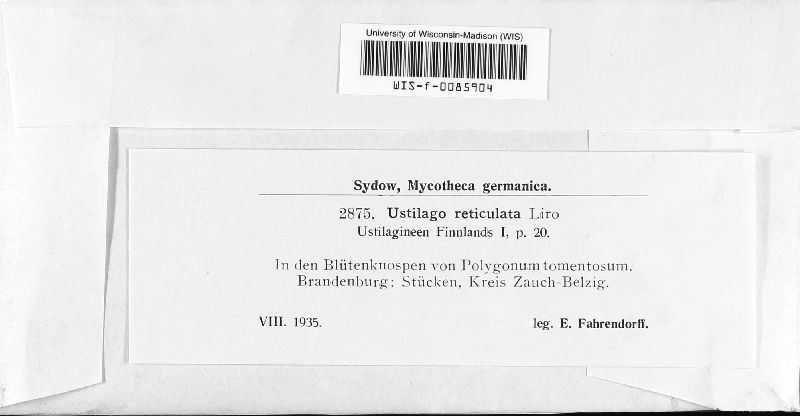 University of Wisconsin-Madison (WIS)
WIS-f-0085904
Sydow, Mycotheca germanica.
2875. Ustilago reticulata Liro
Ustilagineen Finnlands I, p. 20.
In den Blütenknospen von Polygonum tomentosum.
Brandenburg: Stücken, Kreis Zauch-Belzig.
VIII. 1935. leg. E. Fahrendorff.